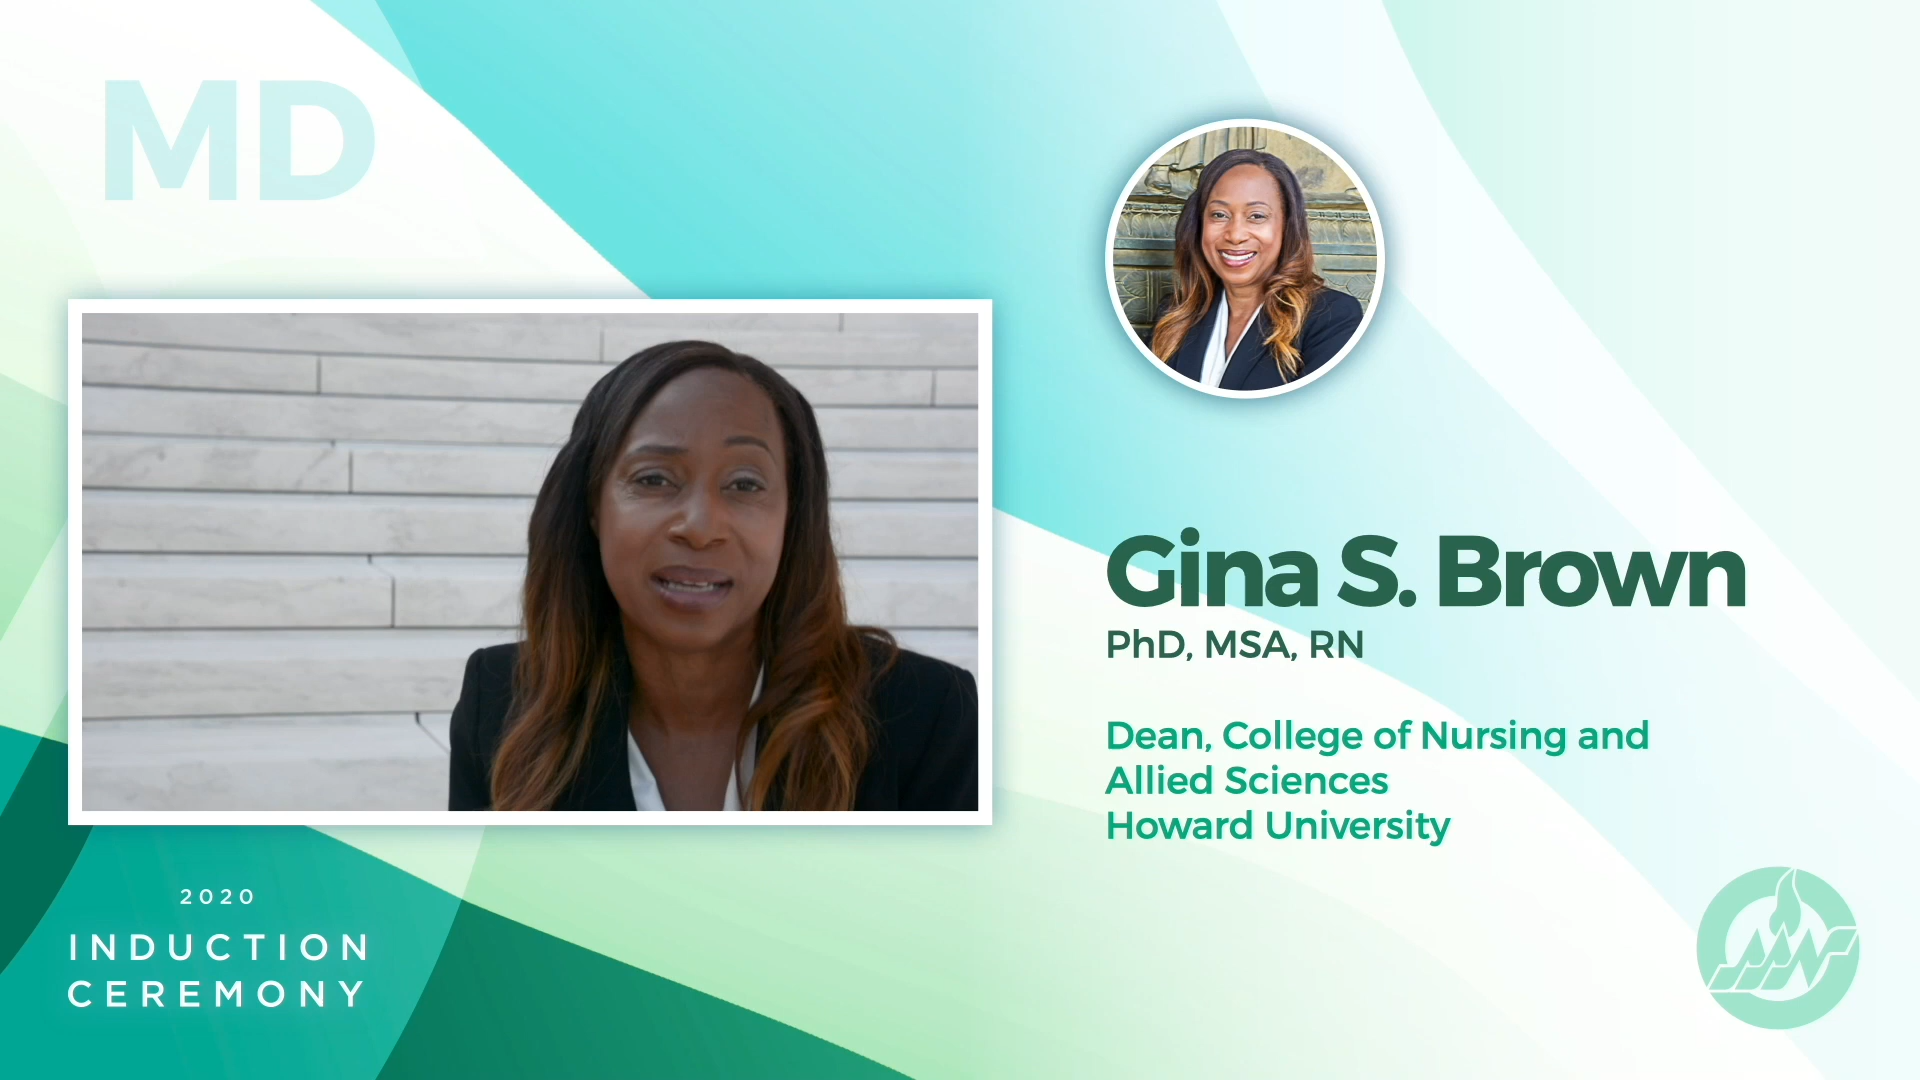 MD
Gina S. Brown
PhD, MSA, RN
Dean, College of Nursing and
Allied Sciences
Howard University
2020
INDUCTION
CEREMONY